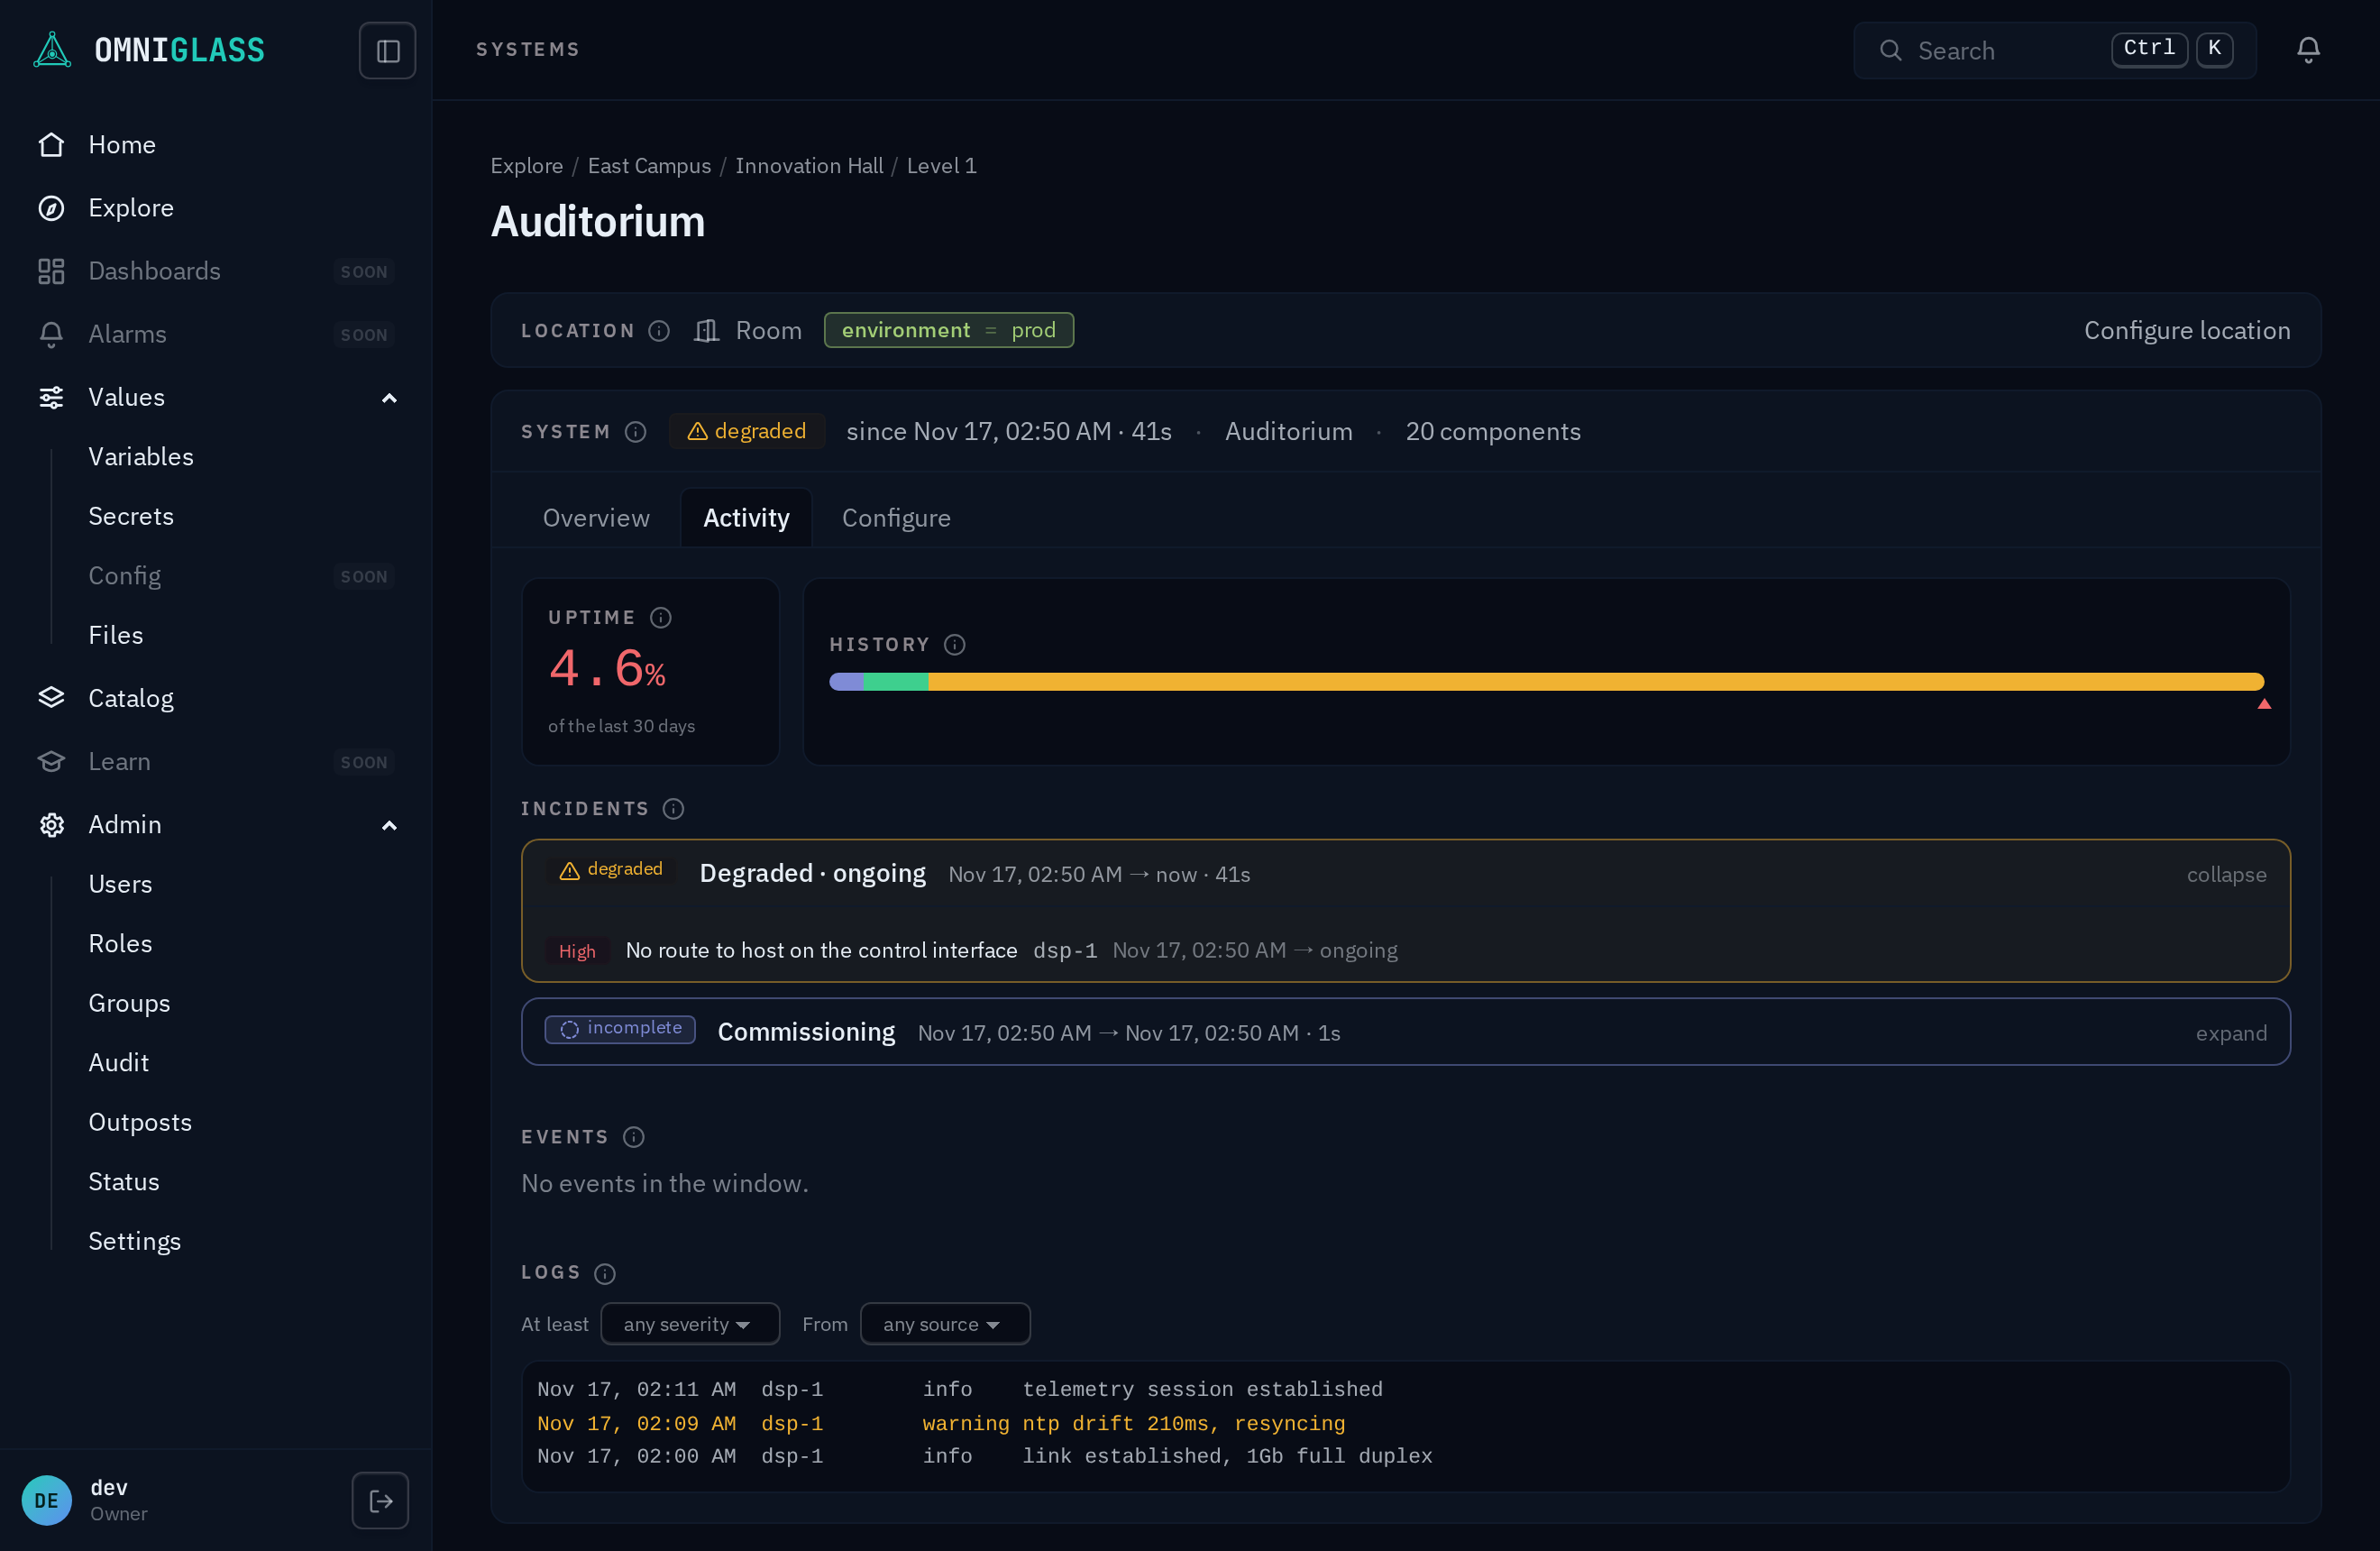 OMNIGLASS
Home
Explore
Dashboards SOON
Alarms SOON
Values
Variables
Secrets
Config SOON
Files
Catalog
Learn SOON
Admin
Users
Roles
Groups
Audit
Outposts
Status
Settings
DE dev
Owner
SYSTEMS
Search Ctrl K
Explore / East Campus / Innovation Hall / Level 1
Auditorium
LOCATION Room environment = prod Configure location
SYSTEM degraded since Nov 17, 02:50 AM · 41s · Auditorium · 20 components
Overview Activity Configure
UPTIME
4.6%
of the last 30 days
HISTORY
INCIDENTS
degraded Degraded · ongoing Nov 17, 02:50 AM → now · 41s collapse
High No route to host on the control interface dsp-1 Nov 17, 02:50 AM → ongoing
incomplete Commissioning Nov 17, 02:50 AM → Nov 17, 02:50 AM · 1s expand
EVENTS
No events in the window.
LOGS
At least any severity From any source
Nov 17, 02:11 AM dsp-1 info telemetry session established
Nov 17, 02:09 AM dsp-1 warning ntp drift 210ms, resyncing
Nov 17, 02:00 AM dsp-1 info link established, 1Gb full duplex